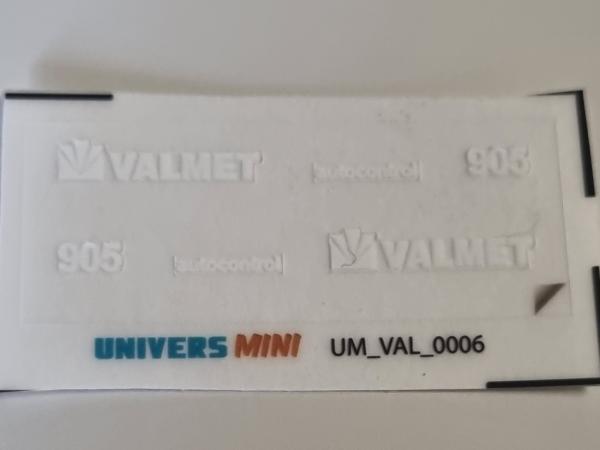 VALMET autocontrol 905
905 autocontrol VALMET
UNIVERS MINI UM_VAL_0006